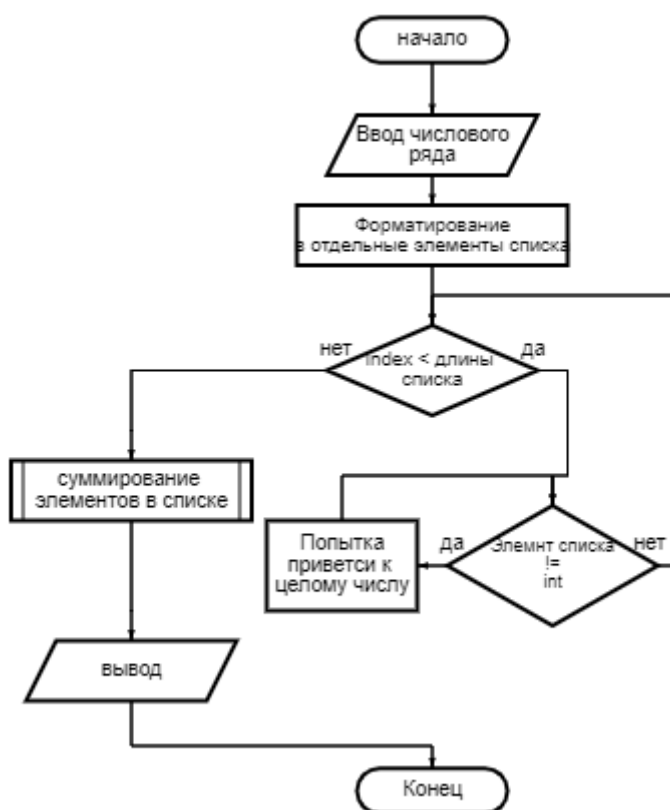 начало
Ввод числового
ряда
Форматирование
в отдельные элементы списка
нет
index < длины
списка
да
суммирование
элементов в списке
Попытка
приветси к
целому числу
да
Элемнт списка
!=
int
нет
вывод
Конец